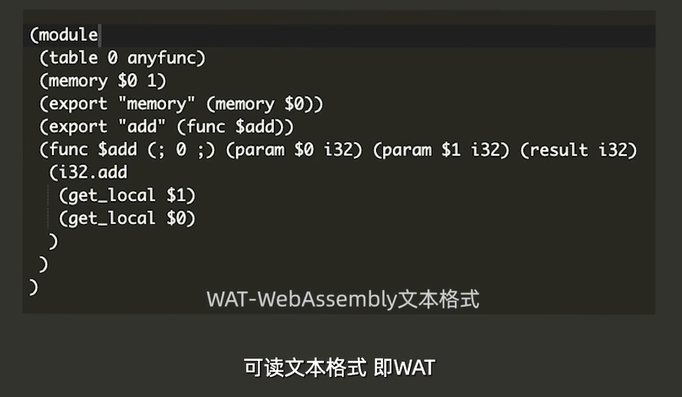 (module
(table 0 anyfunc)
(memory $0 1)
(export "memory" (memory $0))
(export "add" (func $add))
(func $add (; 0 ;) (param $0 i32) (param $1 i32) (result i32)
(i32.add
(get_local $1)
(get_local $0)
)
)
)
WAT-WebAssembly文本格式
可读文本格式 即WAT